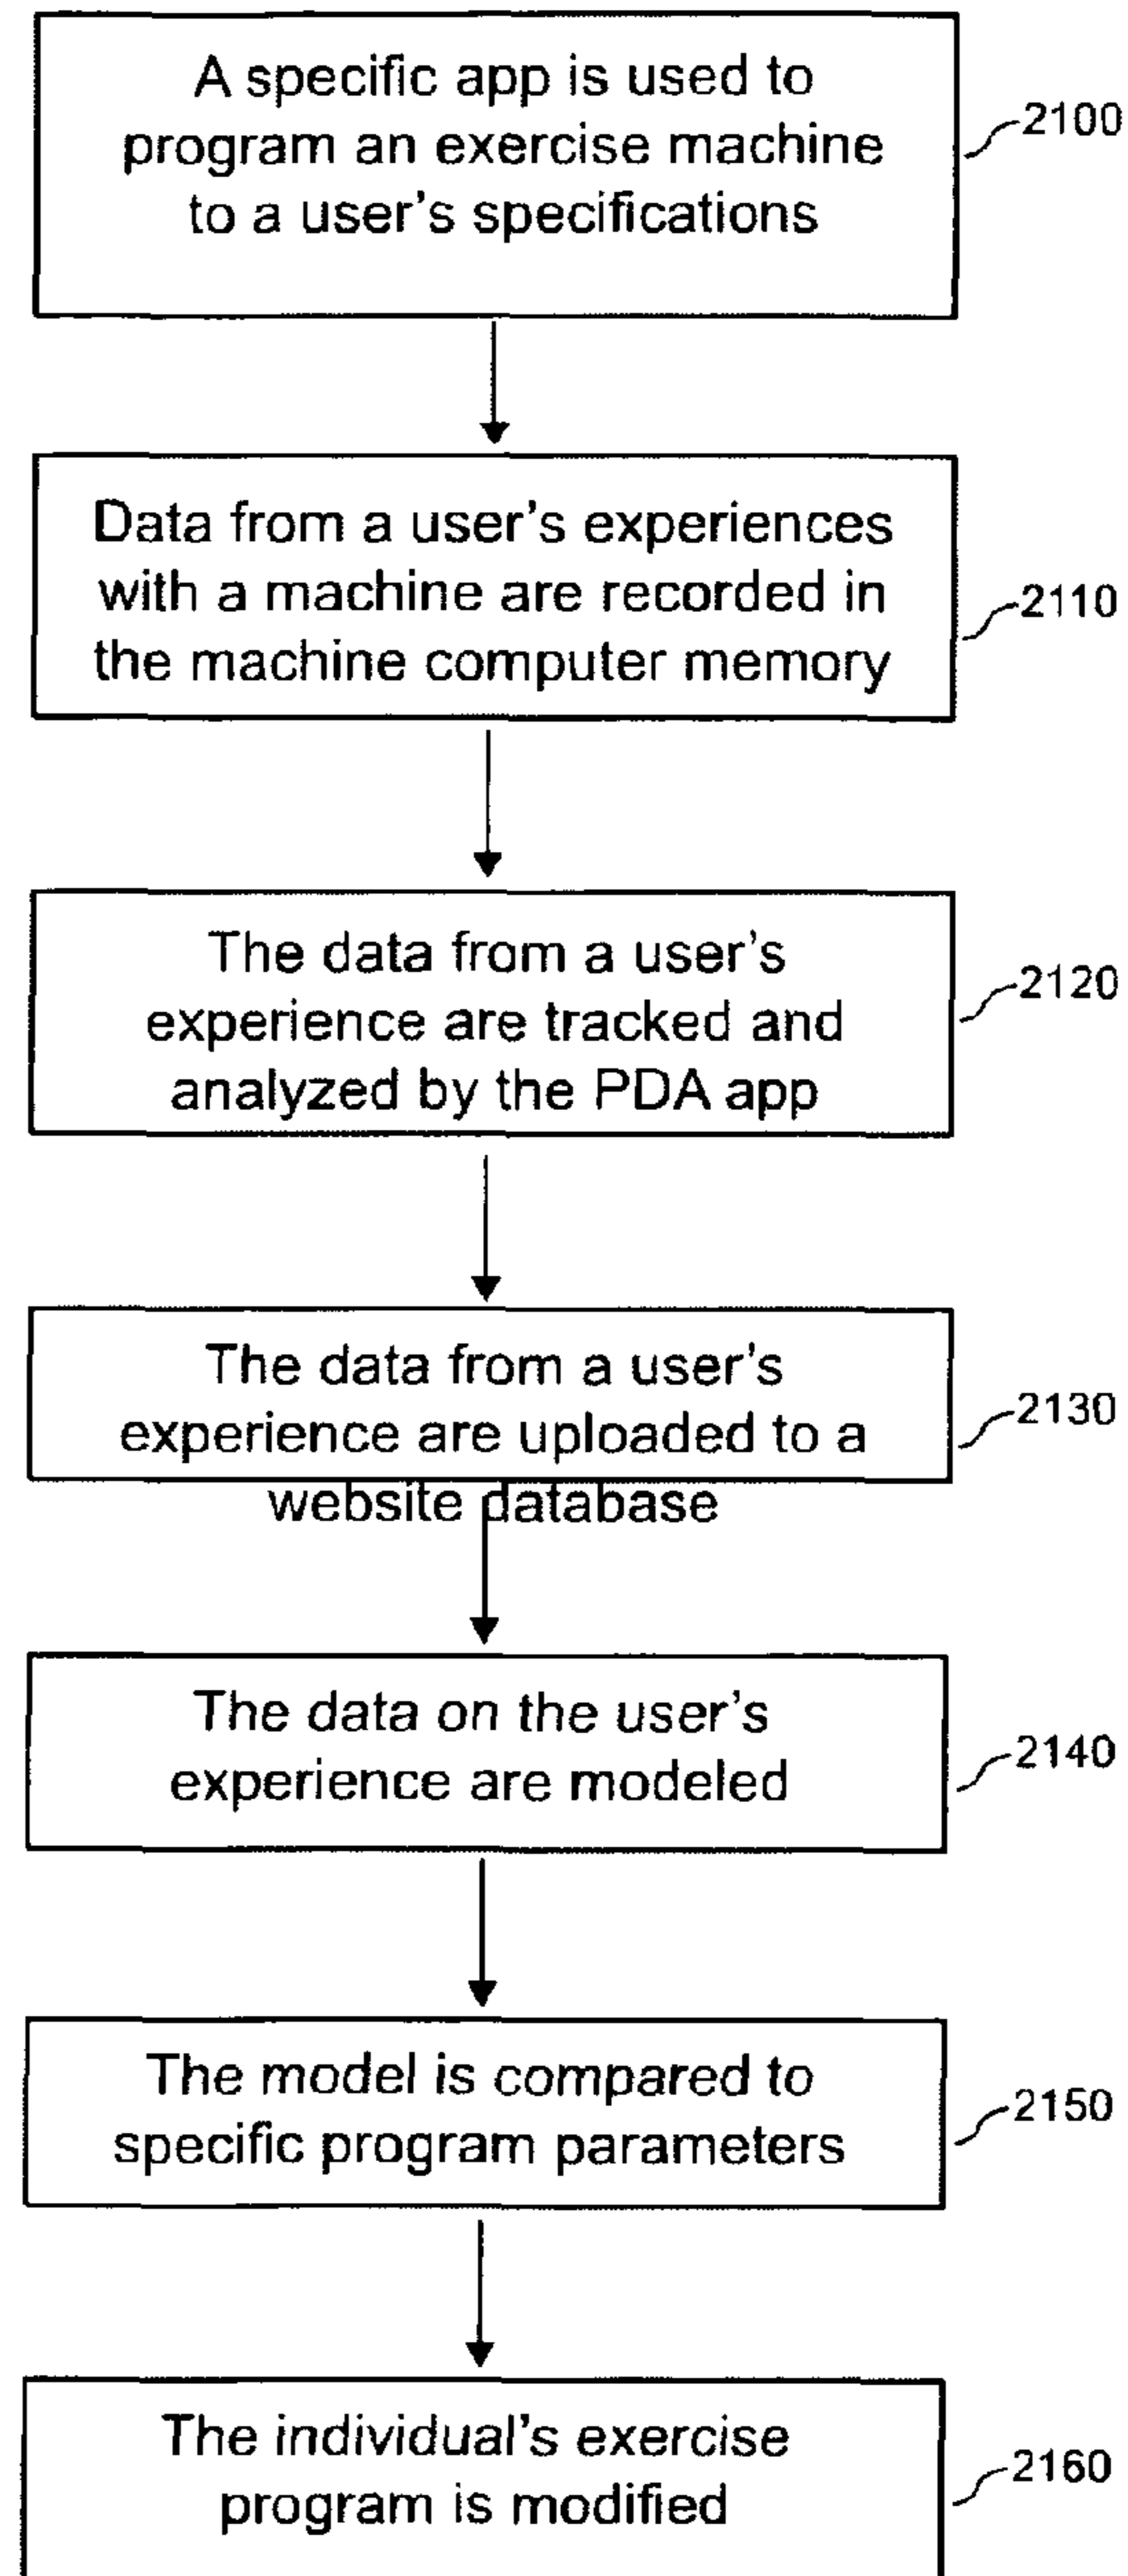 A specific app is used to
program an exercise machine
to a user's specifications
2100
Data from a user's experiences
with a machine are recorded in
the machine computer memory
2110
The data from a user's
experience are tracked and
analyzed by the PDA app
2120
The data from a user's
experience are uploaded to a
website database
2130
The data on the user's
experience are modeled
2140
The model is compared to
specific program parameters
2150
The individual's exercise
program is modified
2160